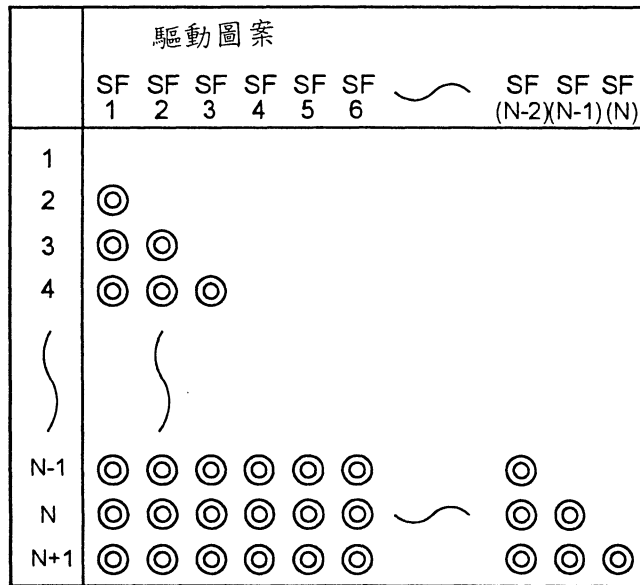 驅動圖案
SF SF SF SF SF SF SF SF SF
1 2 3 4 5 6 (N-2)(N-1)(N)
1
2
3
4
N-1
N
N+1